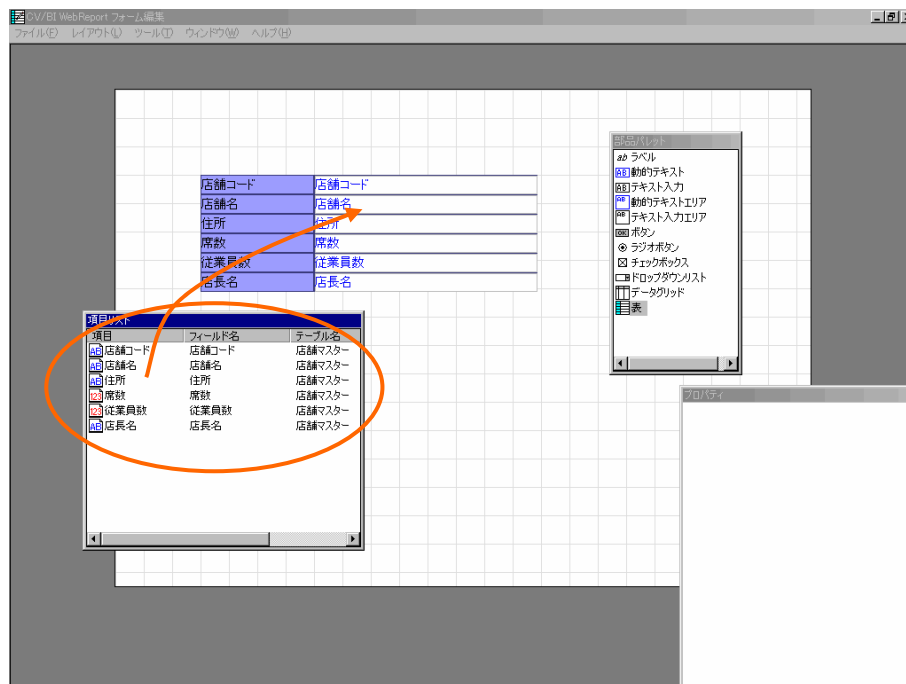 CV/BI WebReport フォーム編集
ファイル(F) レイアウト(L) ツール(T) ウィンドウ(W) ヘルプ(H)
部品パレット
ab ラベル
AB 動的テキスト
AB テキスト入力
AB 動的テキストエリア
AB テキスト入力エリア
OK ボタン
ラジオボタン
チェックボックス
ドロップダウンリスト
データグリッド
表
店舗コード 店舗コード
店舗名 店舗名
住所 住所
席数 席数
従業員数 従業員数
店長名 店長名
項目リスト
項目 フィールド名 テーブル名
AB 店舗コード 店舗コード 店舗マスター
AB 店舗名 店舗名 店舗マスター
AB 住所 住所 店舗マスター
123 席数 席数 店舗マスター
123 従業員数 従業員数 店舗マスター
AB 店長名 店長名 店舗マスター
プロパティ